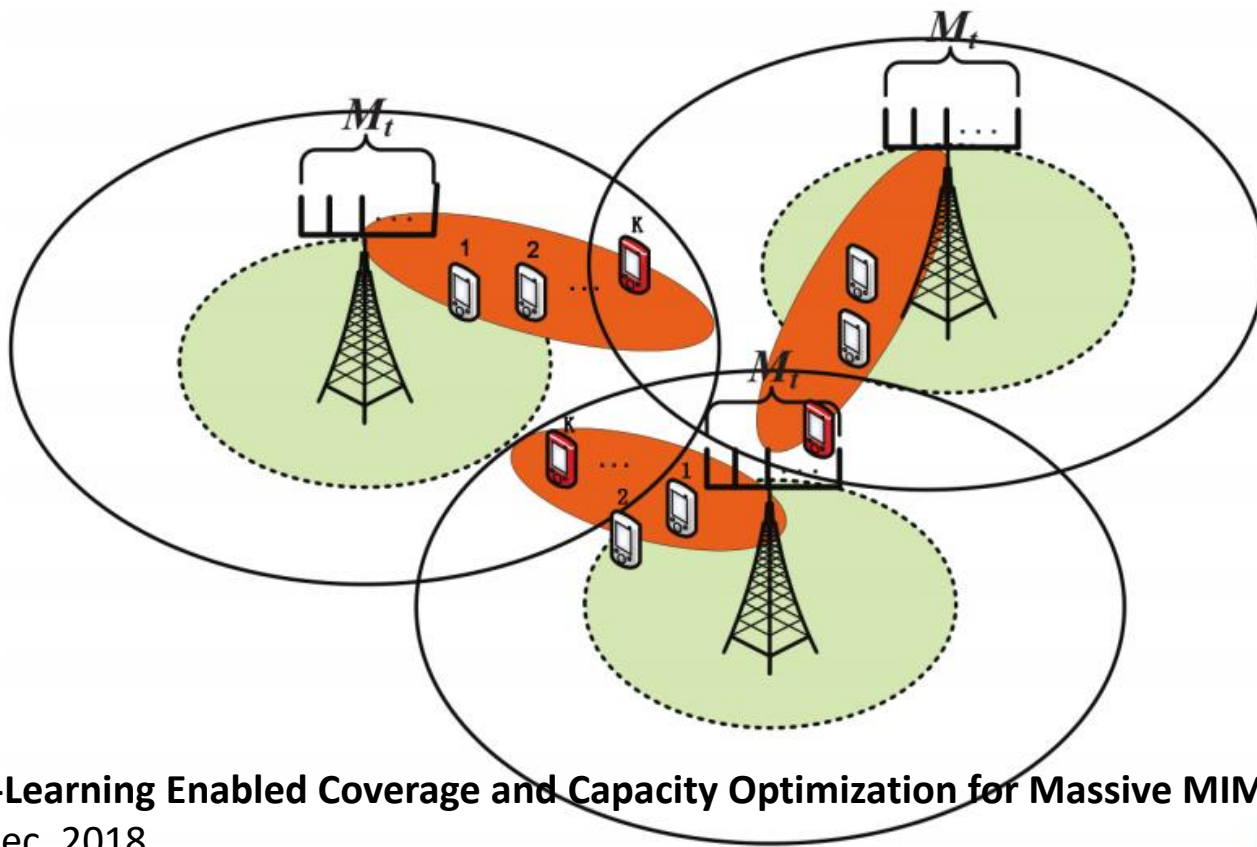 M_t
. . .
M_t
. . .
K
1 2 . . .
M_t
K
. . .
. . .
1
2
-Learning Enabled Coverage and Capacity Optimization for Massive MIM
ec. 2018